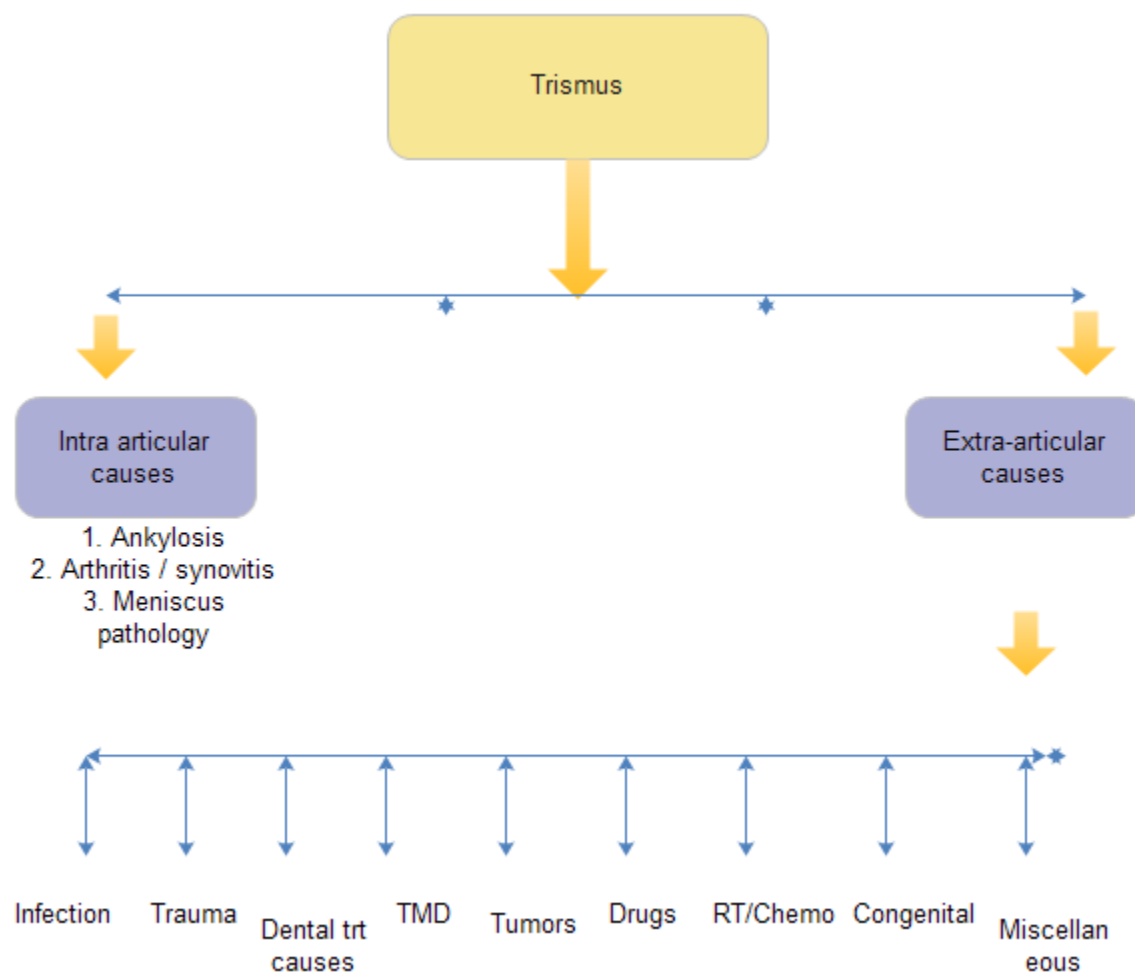 Trismus
Intra articular
causes
Extra-articular
causes
1. Ankylosis
2. Arthritis / synovitis
3. Meniscus
pathology
Infection
Trauma
Dental trt
causes
TMD
Tumors
Drugs
RT/Chemo
Congenital
Miscellan
eous